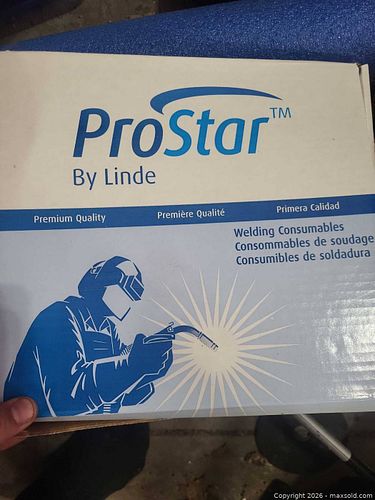 ProStar™
By Linde
Premium Quality Première Qualité Primera Calidad
Welding Consumables
Consommables de soudage
Consumibles de soldadura
Copyright 2026 - maxsold.com